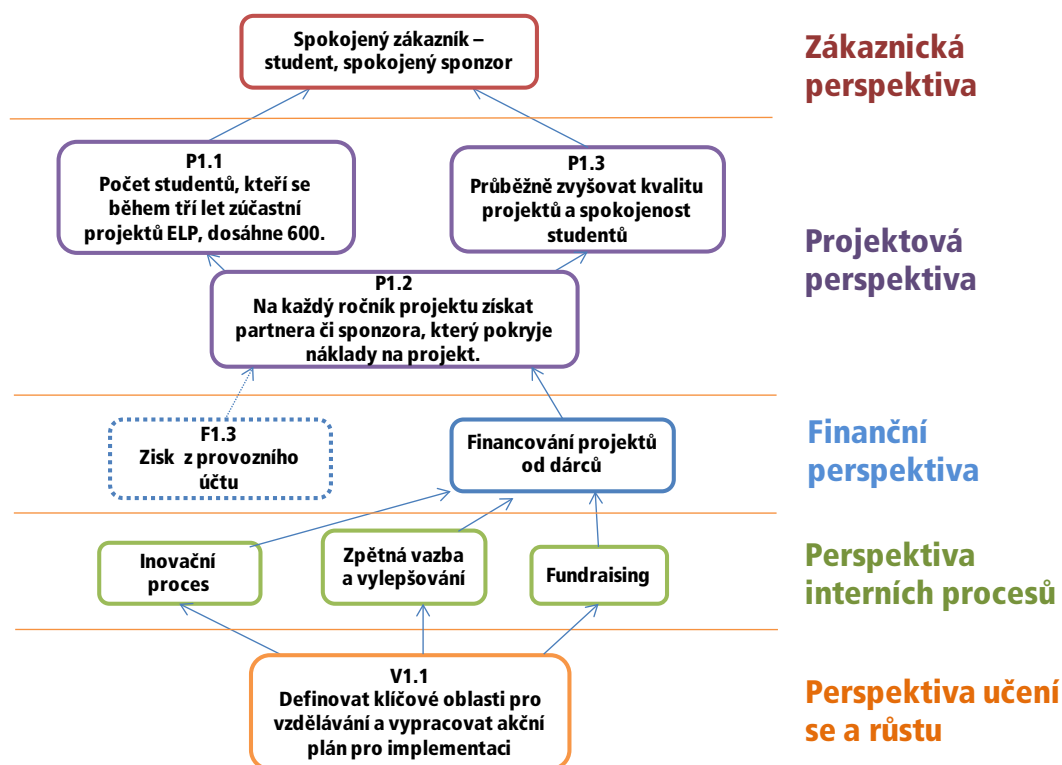 Spokojený zákazník –
student, spokojený sponzor
Zákaznická
perspektiva
P1.1
Počet studentů, kteří se
během tří let zúčastní
projektů ELP, dosáhne 600.
P1.3
Průběžně zvyšovat kvalitu
projektů a spokojenost
studentů
Projektová
perspektiva
P1.2
Na každý ročník projektu získat
partnera či sponzora, který pokryje
náklady na projekt.
F1.3
Zisk z provozního
účtu
Financování projektů
od dárců
Finanční
perspektiva
Inovační
proces
Zpětná vazba
a vylepšování
Fundraising
Perspektiva
interních procesů
V1.1
Definovat klíčové oblasti pro
vzdělávání a vypracovat akční
plán pro implementaci
Perspektiva učení
se a růstu